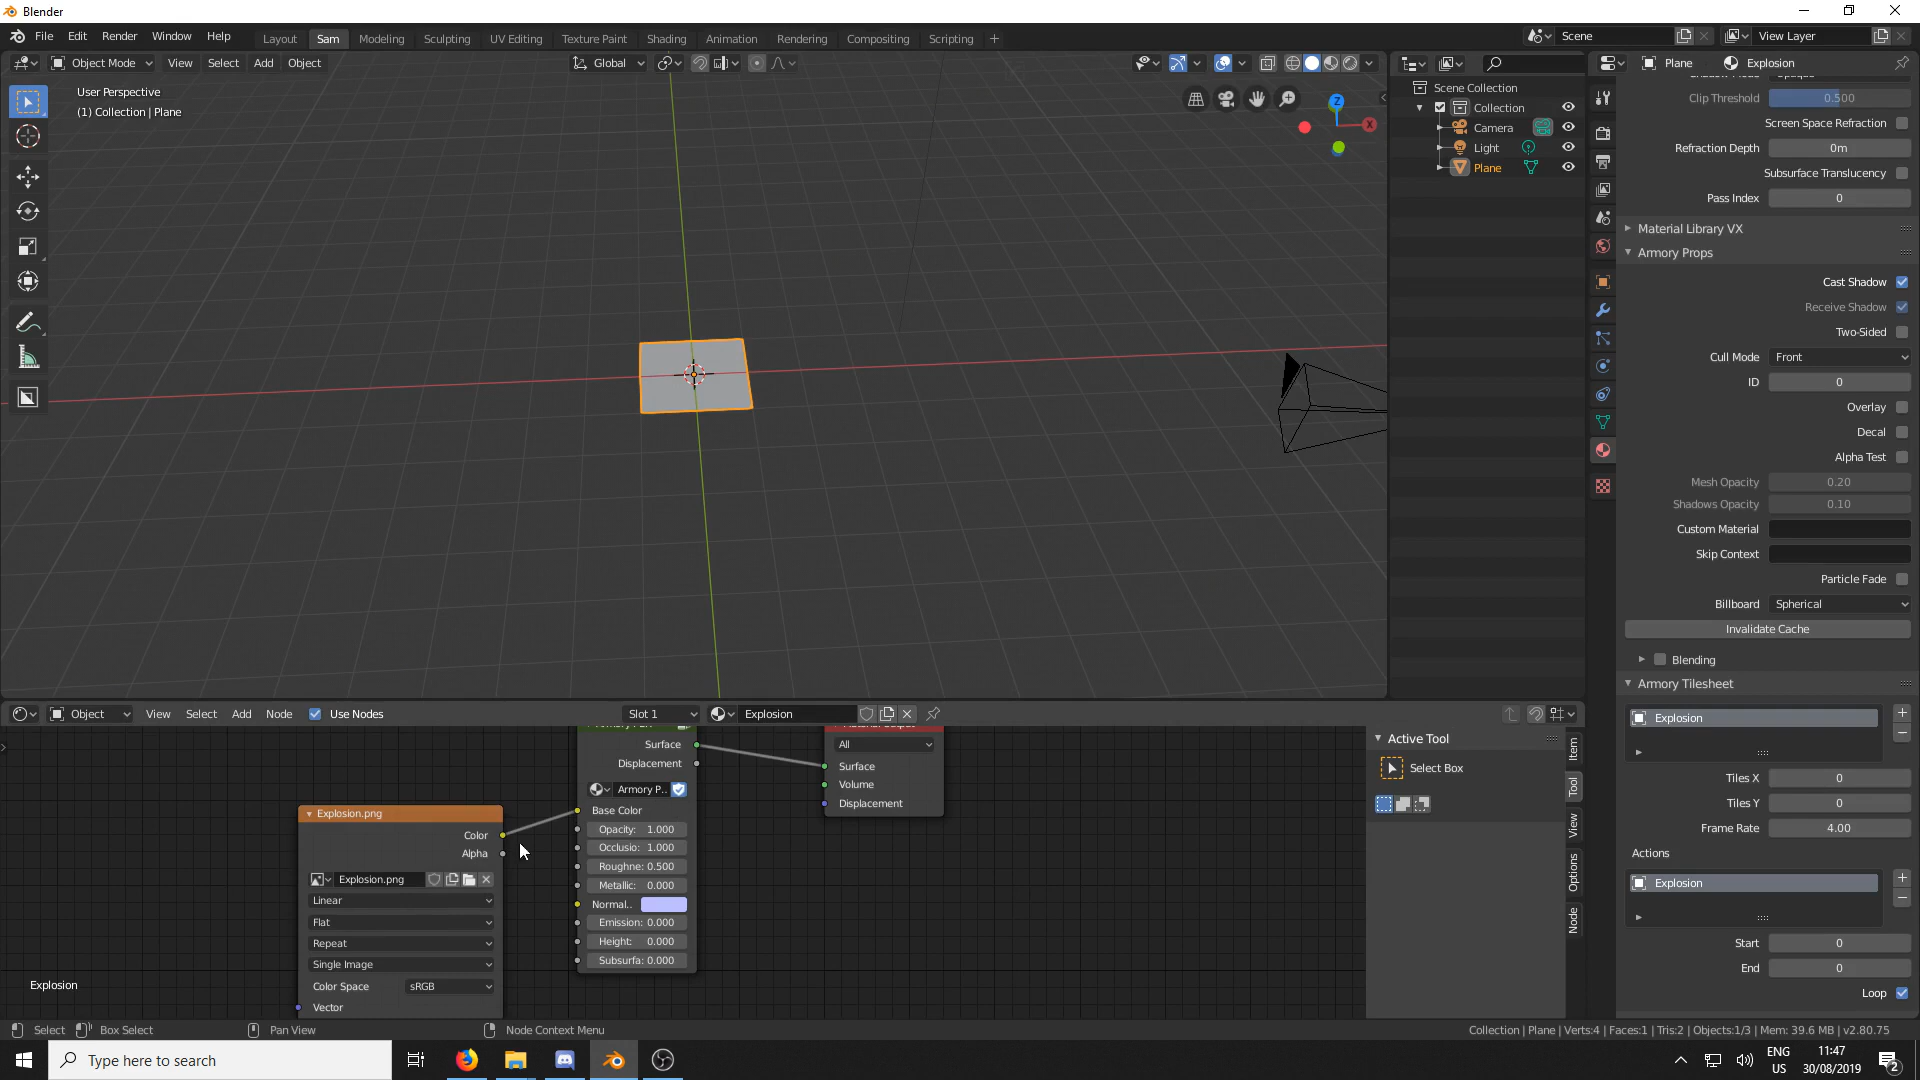 Blender
File Edit Render Window Help
Layout Sam Modeling Sculpting UV Editing Texture Paint Shading Animation Rendering Compositing Scripting
Scene
View Layer
Object Mode View Select Add Object
Global
User Perspective
(1) Collection | Plane
Z
X
Scene Collection
Collection
Camera
Light
Plane
Plane
Explosion
Clip Threshold 0.500
Screen Space Refraction
Refraction Depth 0m
Subsurface Translucency
Pass Index 0
Material Library VX
Armory Props
Cast Shadow
Receive Shadow
Two-Sided
Cull Mode Front
ID 0
Overlay
Decal
Alpha Test
Mesh Opacity 0.20
Shadows Opacity 0.10
Custom Material
Skip Context
Particle Fade
Billboard Spherical
Invalidate Cache
Blending
Armory Tilesheet
Explosion
Tiles X 0
Tiles Y 0
Frame Rate 4.00
Actions
Explosion
Start 0
End 0
Loop
Object View Select Add Node Use Nodes
Slot 1
Explosion
Surface
Displacement
Armory P..
Base Color
Opacity: 1.000
Occlusio: 1.000
Roughne: 0.500
Metallic: 0.000
Normal..
Emission: 0.000
Height: 0.000
Subsurfa: 0.000
All
Surface
Volume
Displacement
Explosion.png
Color
Alpha
Explosion.png
Linear
Flat
Repeat
Single Image
Color Space sRGB
Vector
Explosion
Active Tool
Select Box
Item
Tool
View
Options
Node
Select Box Select Pan View Node Context Menu
Collection | Plane | Verts:4 | Faces:1 | Tris:2 | Objects:1/3 | Mem: 39.6 MB | v2.80.75
Type here to search
ENG
US
11:47
30/08/2019
2